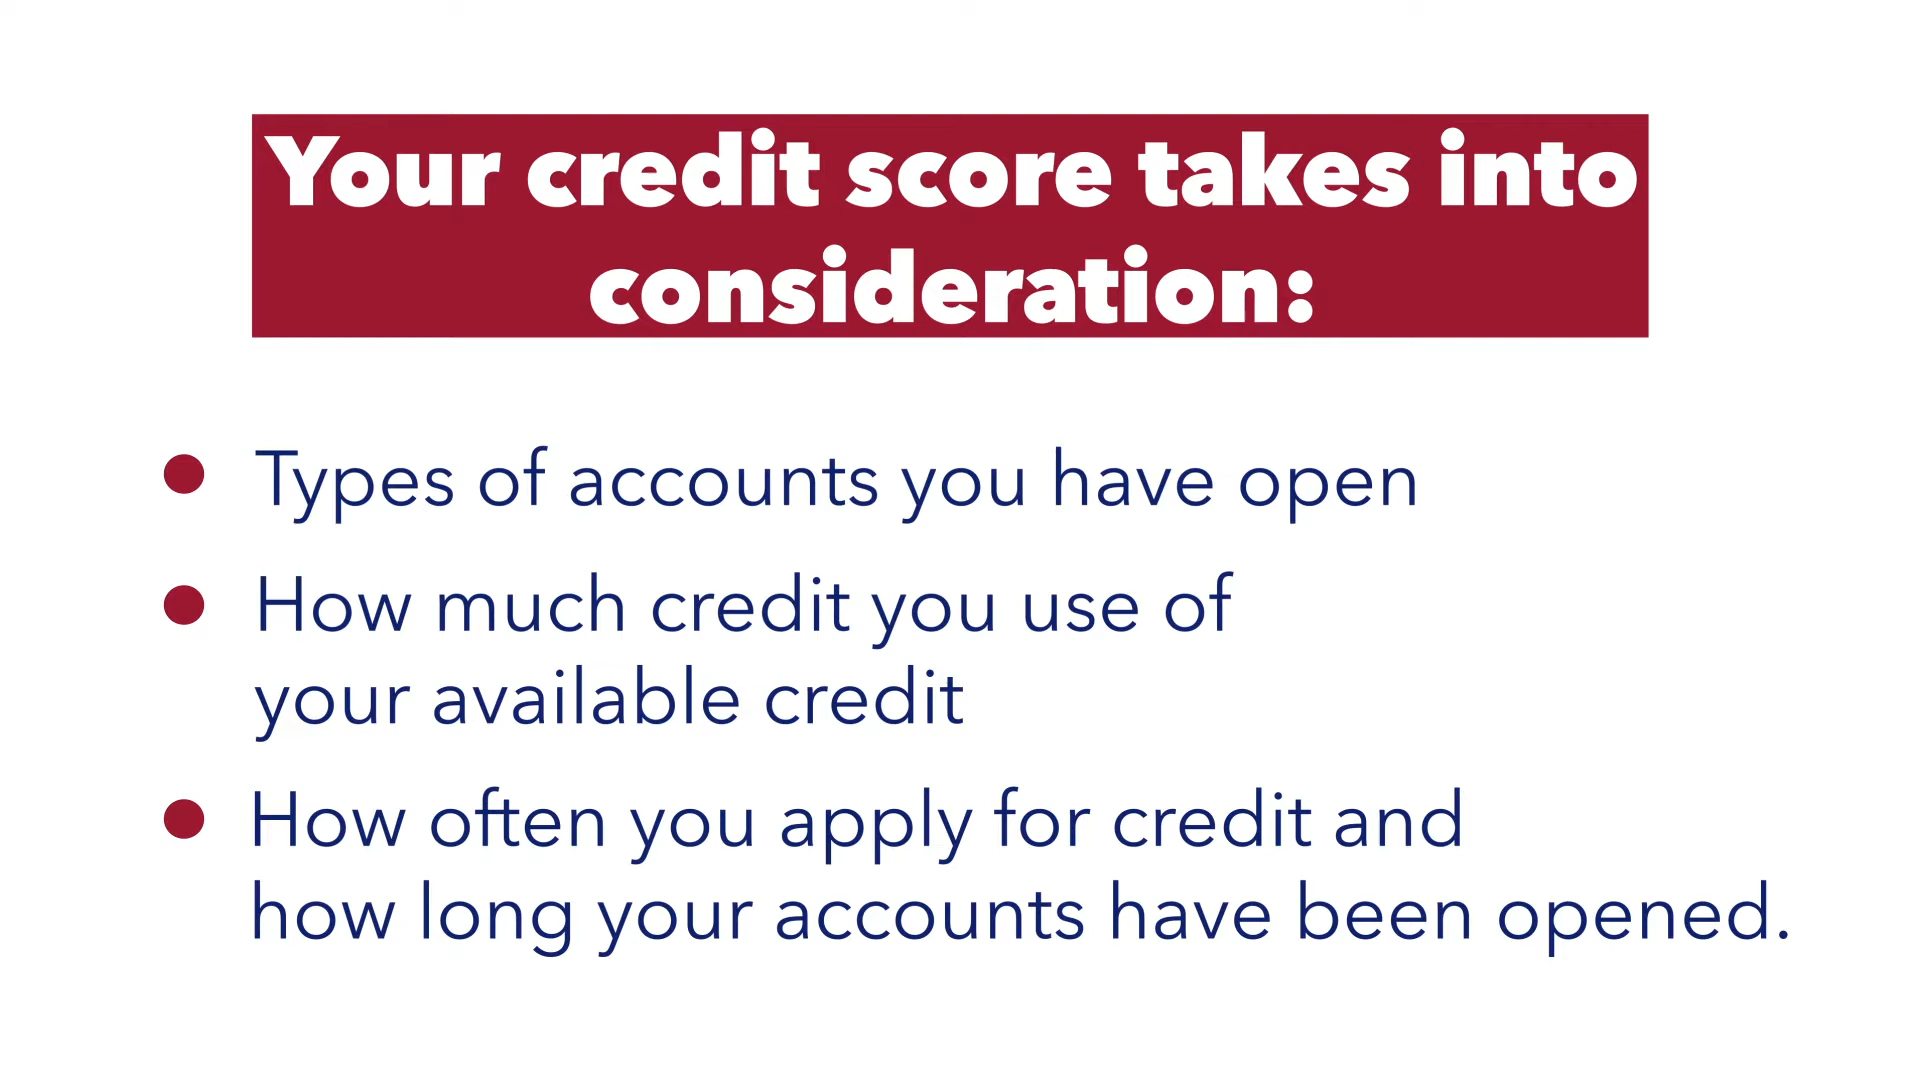 Your credit score takes into
consideration:
● Types of accounts you have open
● How much credit you use of
your available credit
● How often you apply for credit and
how long your accounts have been opened.